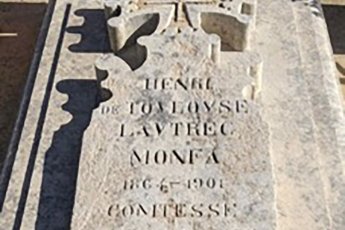 HENRI
DE TOVLOVSE
LAVTREC
MONFA
1864-1901
COMTESSE